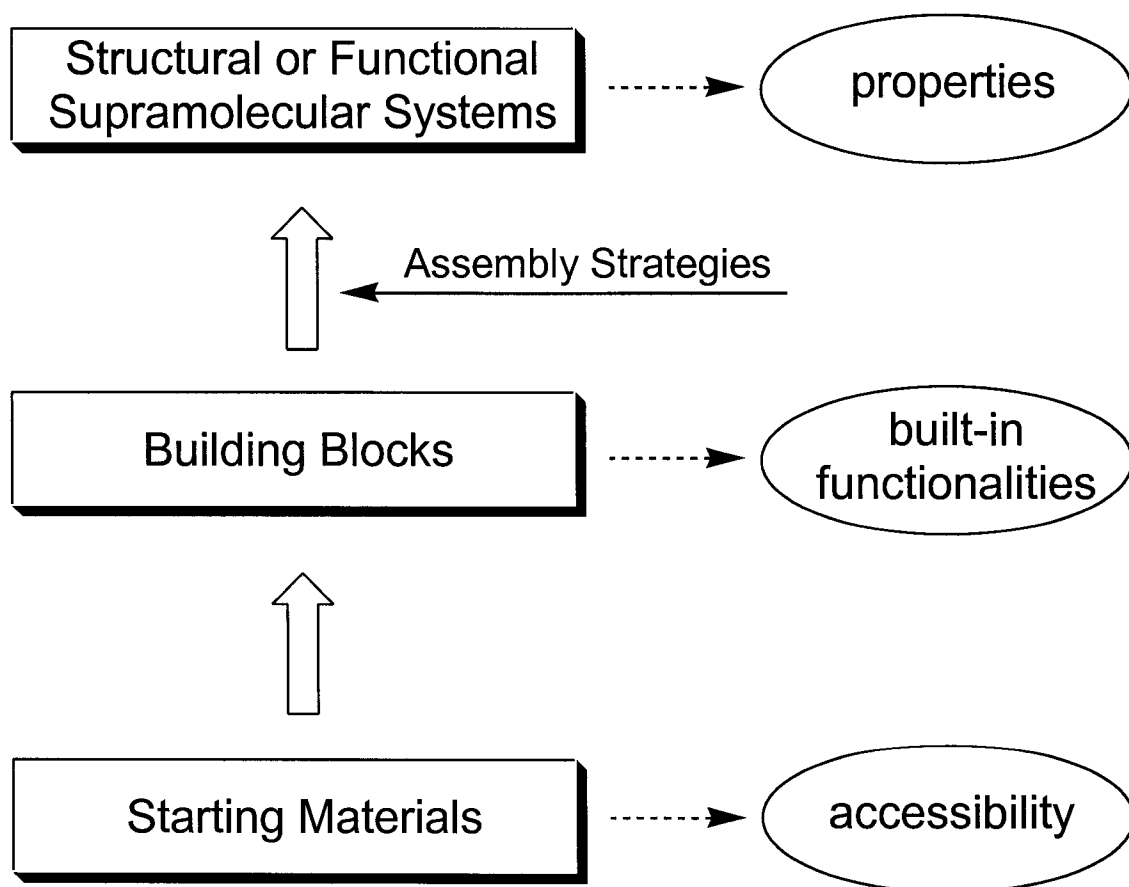 Structural or Functional
Supramolecular Systems
properties
Assembly Strategies
Building Blocks
built-in
functionalities
Starting Materials
accessibility